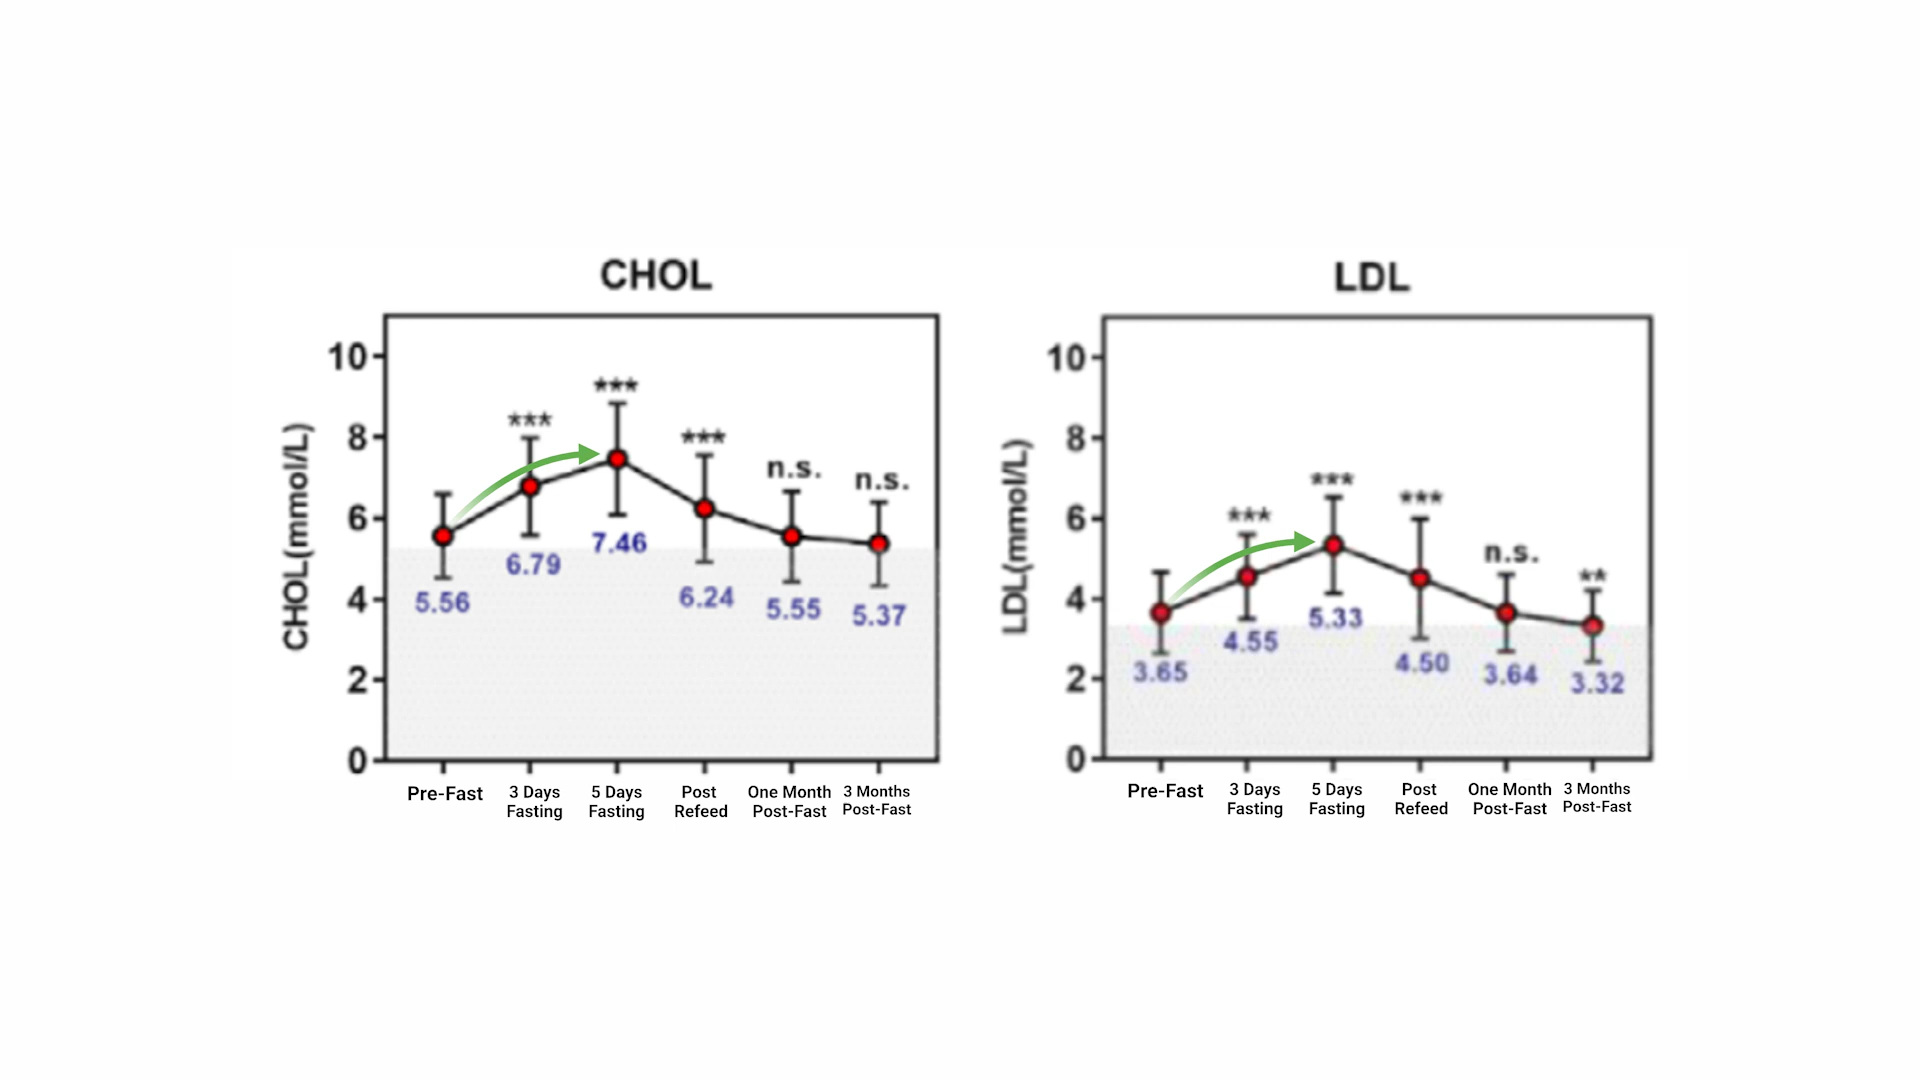 CHOL
CHOL(mmol/L)
10
8
6
4
2
0
***
***
***
n.s.
n.s.
5.56
6.79
7.46
6.24
5.55
5.37
Pre-Fast
3 Days
Fasting
5 Days
Fasting
Post
Refeed
One Month
Post-Fast
3 Months
Post-Fast
LDL
LDL(mmol/L)
10
8
6
4
2
0
***
***
***
n.s.
**
3.65
4.55
5.33
4.50
3.64
3.32
Pre-Fast
3 Days
Fasting
5 Days
Fasting
Post
Refeed
One Month
Post-Fast
3 Months
Post-Fast